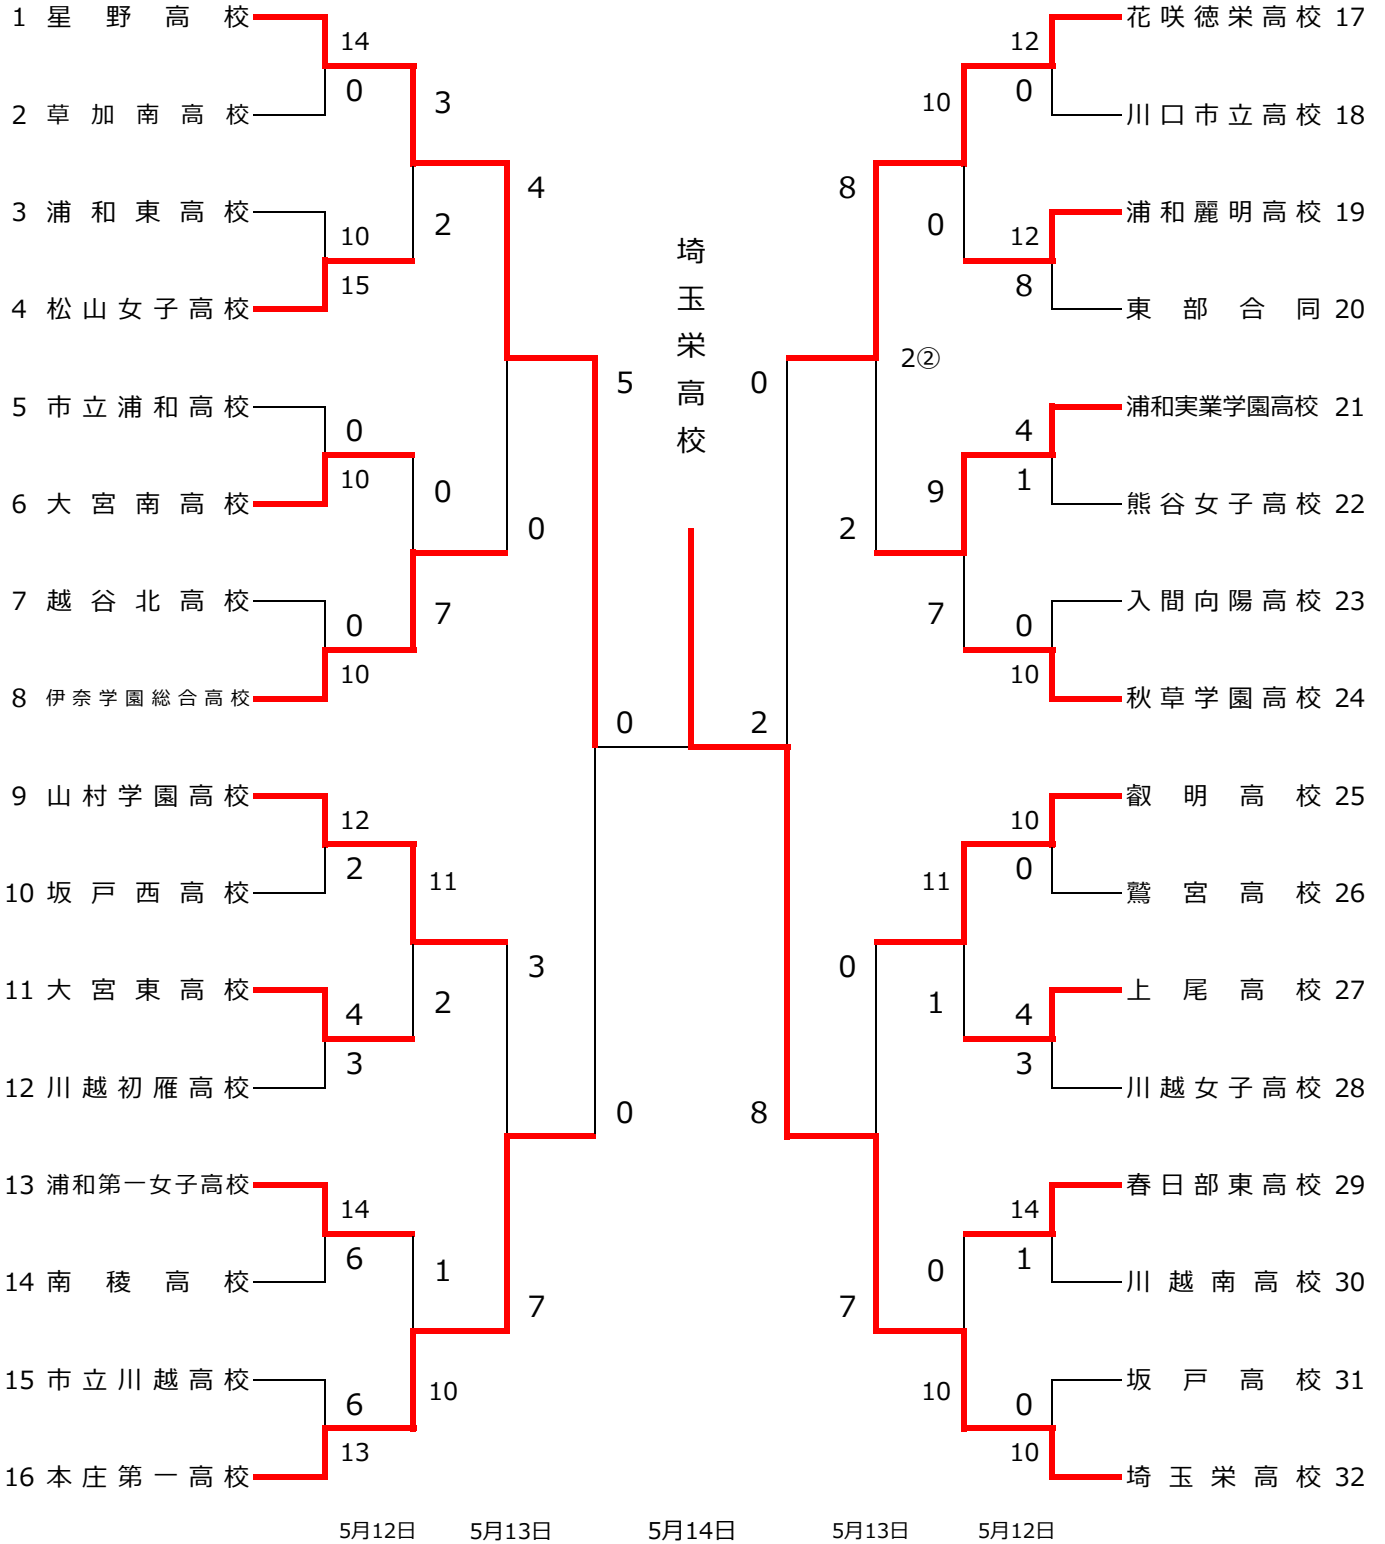 1 星野高校
14
0
2 草加南高校
3
3 浦和東高校
10
15
4 松山女子高校
2
4
5 市立浦和高校
0
10
6 大宮南高校
0
7 越谷北高校
0
10
8 伊奈学園総合高校
7
0
5
9 山村学園高校
12
2
10 坂戸西高校
11
11 大宮東高校
4
3
12 川越初雁高校
2
3
13 浦和第一女子高校
14
6
14 南稜高校
1
15 市立川越高校
6
13
16 本庄第一高校
10
7
0
0
埼玉栄高校
2
花咲徳栄高校 17
12
0
川口市立高校 18
10
浦和麗明高校 19
12
8
東部合同 20
0
8
2②
浦和実業学園高校 21
4
1
熊谷女子高校 22
9
入間向陽高校 23
0
10
秋草学園高校 24
7
2
0
叡明高校 25
10
0
鷲宮高校 26
11
上尾高校 27
4
3
川越女子高校 28
1
0
春日部東高校 29
14
1
川越南高校 30
0
坂戸高校 31
0
10
埼玉栄高校 32
10
7
8
5月12日 5月13日 5月14日 5月13日 5月12日